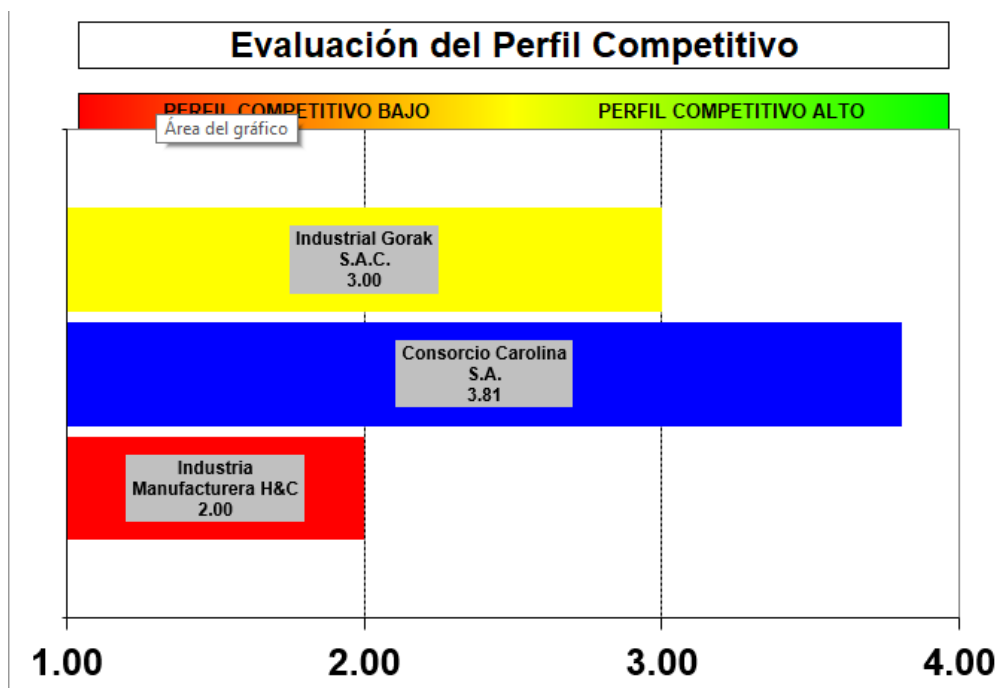 Evaluación del Perfil Competitivo
PERFIL COMPETITIVO BAJO
PERFIL COMPETITIVO ALTO
Área del gráfico
Industrial Gorak
S.A.C.
3.00
Consorcio Carolina
S.A.
3.81
Industria
Manufacturera H&C
2.00
1.00
2.00
3.00
4.00